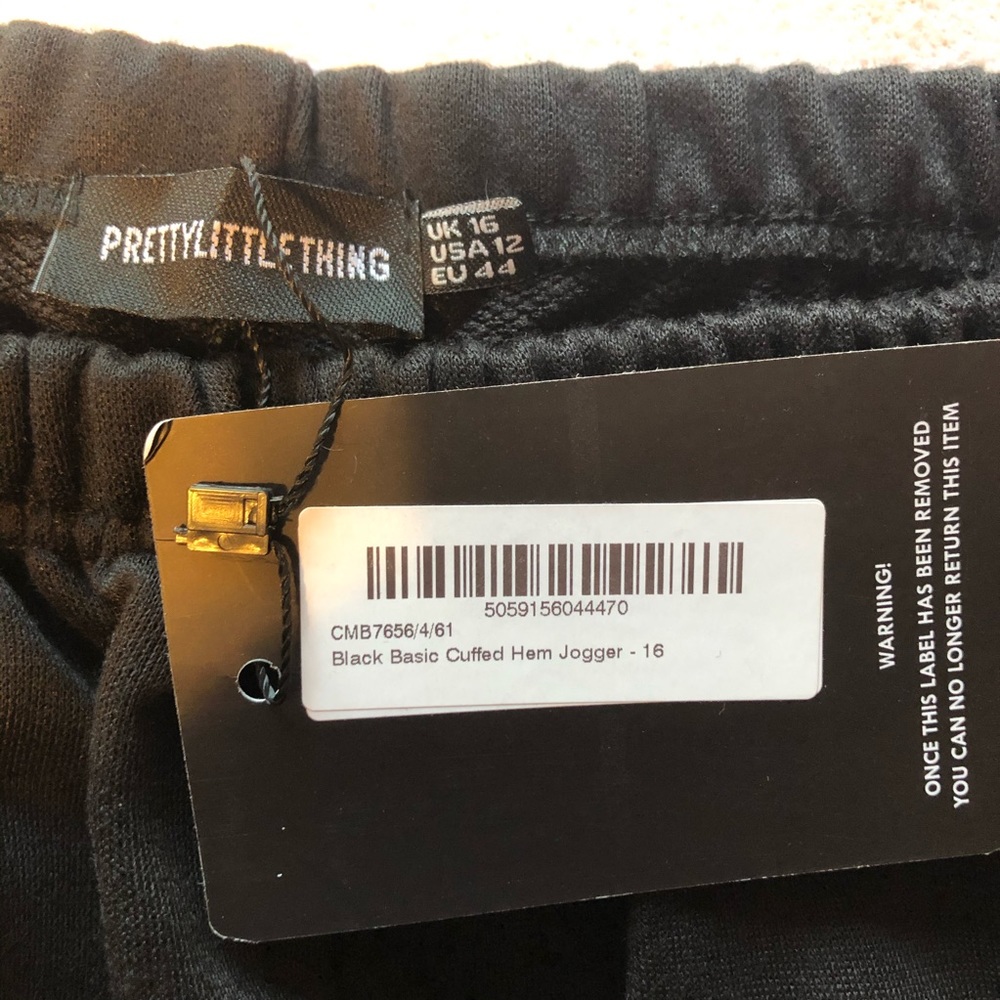 PRETTYLITTLETHING
UK 16
USA 12
EU 44
5059156044470
CMB7656/4/61
Black Basic Cuffed Hem Jogger - 16
WARNING!
ONCE THIS LABEL HAS BEEN REMOVED
YOU CAN NO LONGER RETURN THIS ITEM